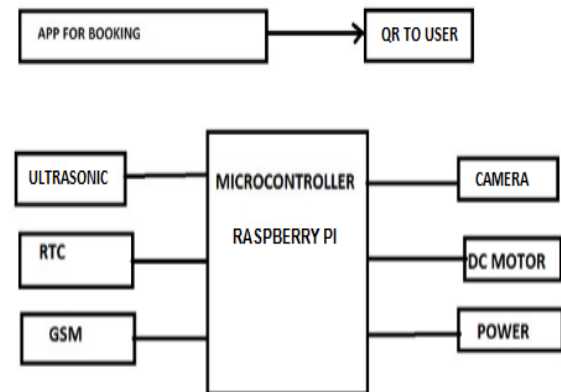 APP FOR BOOKING
QR TO USER
ULTRASONIC
RTC
GSM
MICROCONTROLLER
RASPBERRY PI
CAMERA
DC MOTOR
POWER